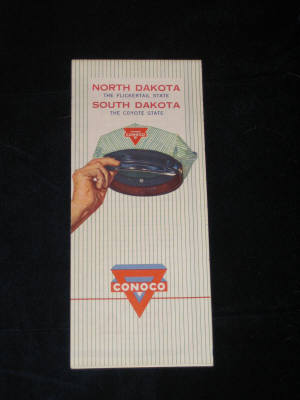 NORTH DAKOTA
THE FLICKERTAIL STATE
SOUTH DAKOTA
THE COYOTE STATE
CONOCO
CONOCO